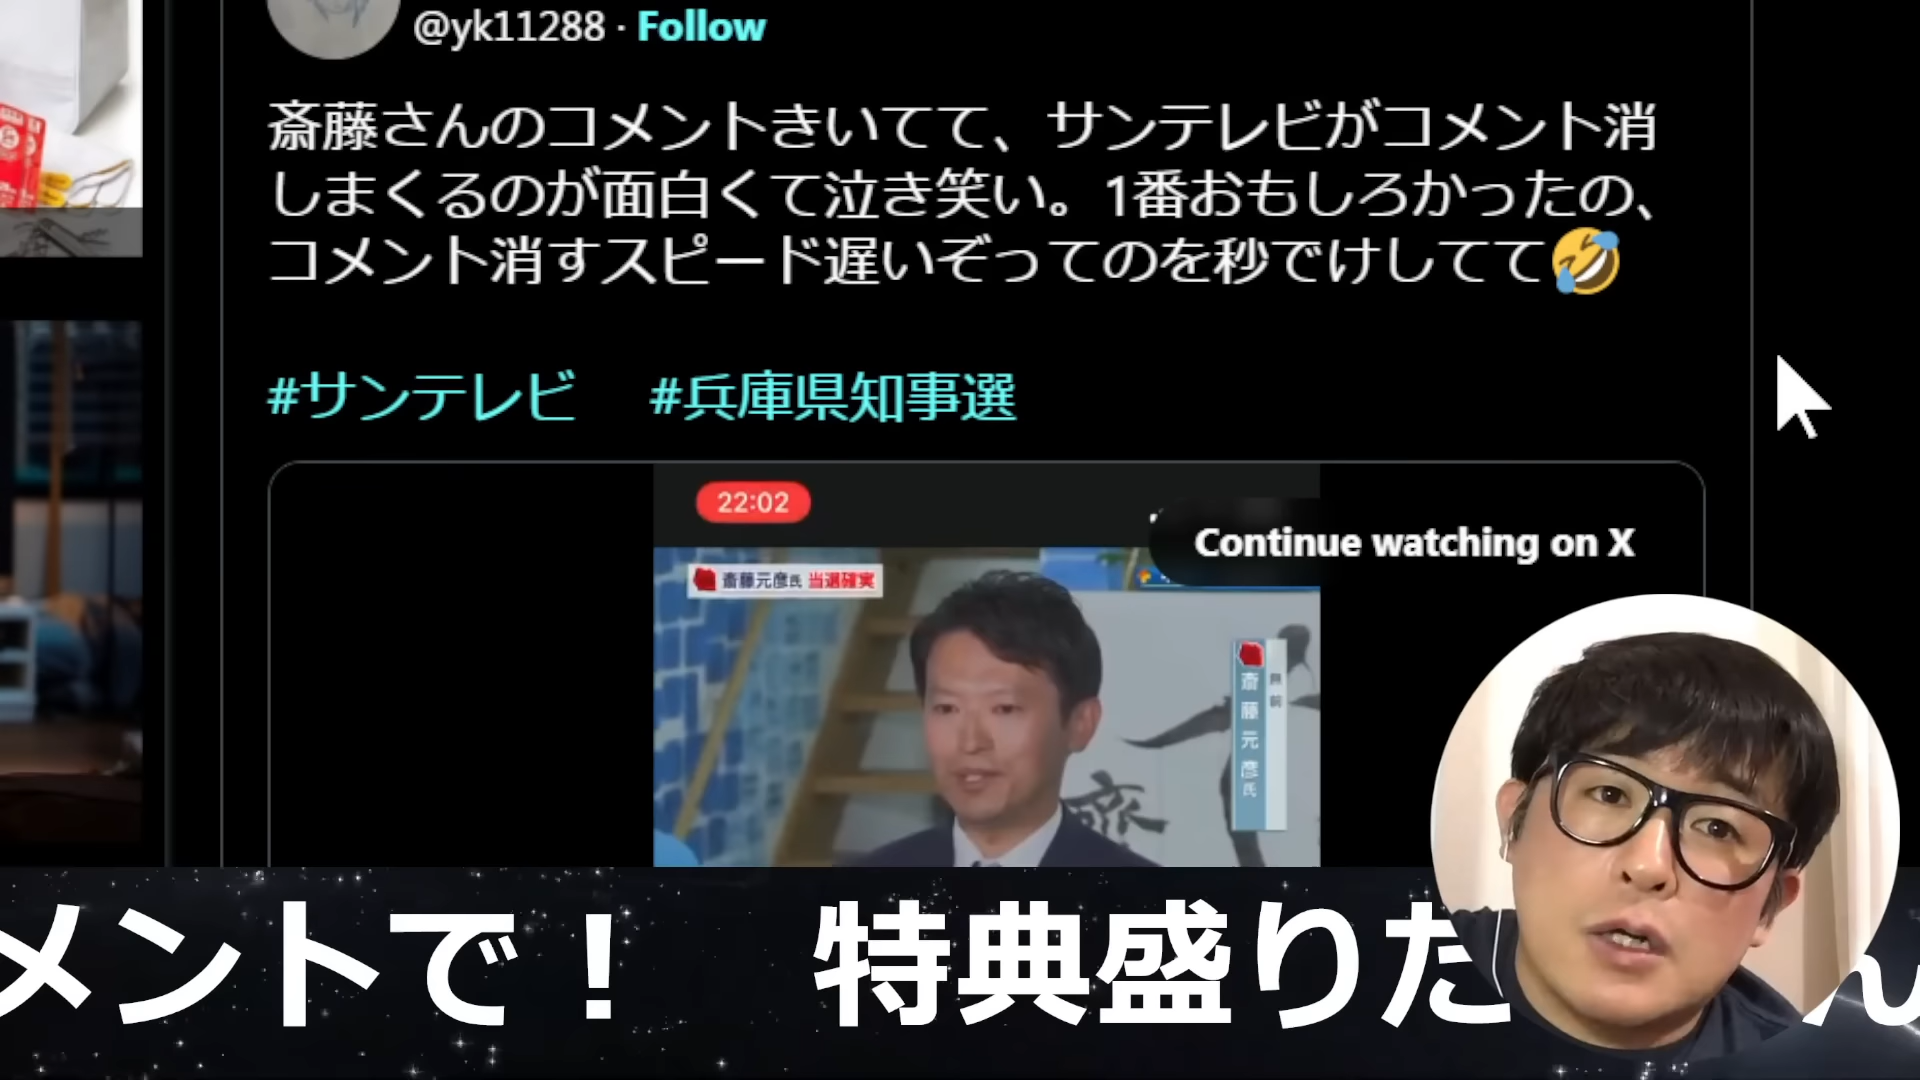 @yk11288 · Follow
斎藤さんのコメントきいてて、サンテレビがコメント消
しまくるのが面白くて泣き笑い。1番おもしろかったの、
コメント消すスピード遅いぞってのを秒でけしてて🤣
#サンテレビ #兵庫県知事選
22:02
Continue watching on X
斎藤元彦氏 当選確実
斎藤元彦氏
メントで! 特典盛りだ
ん